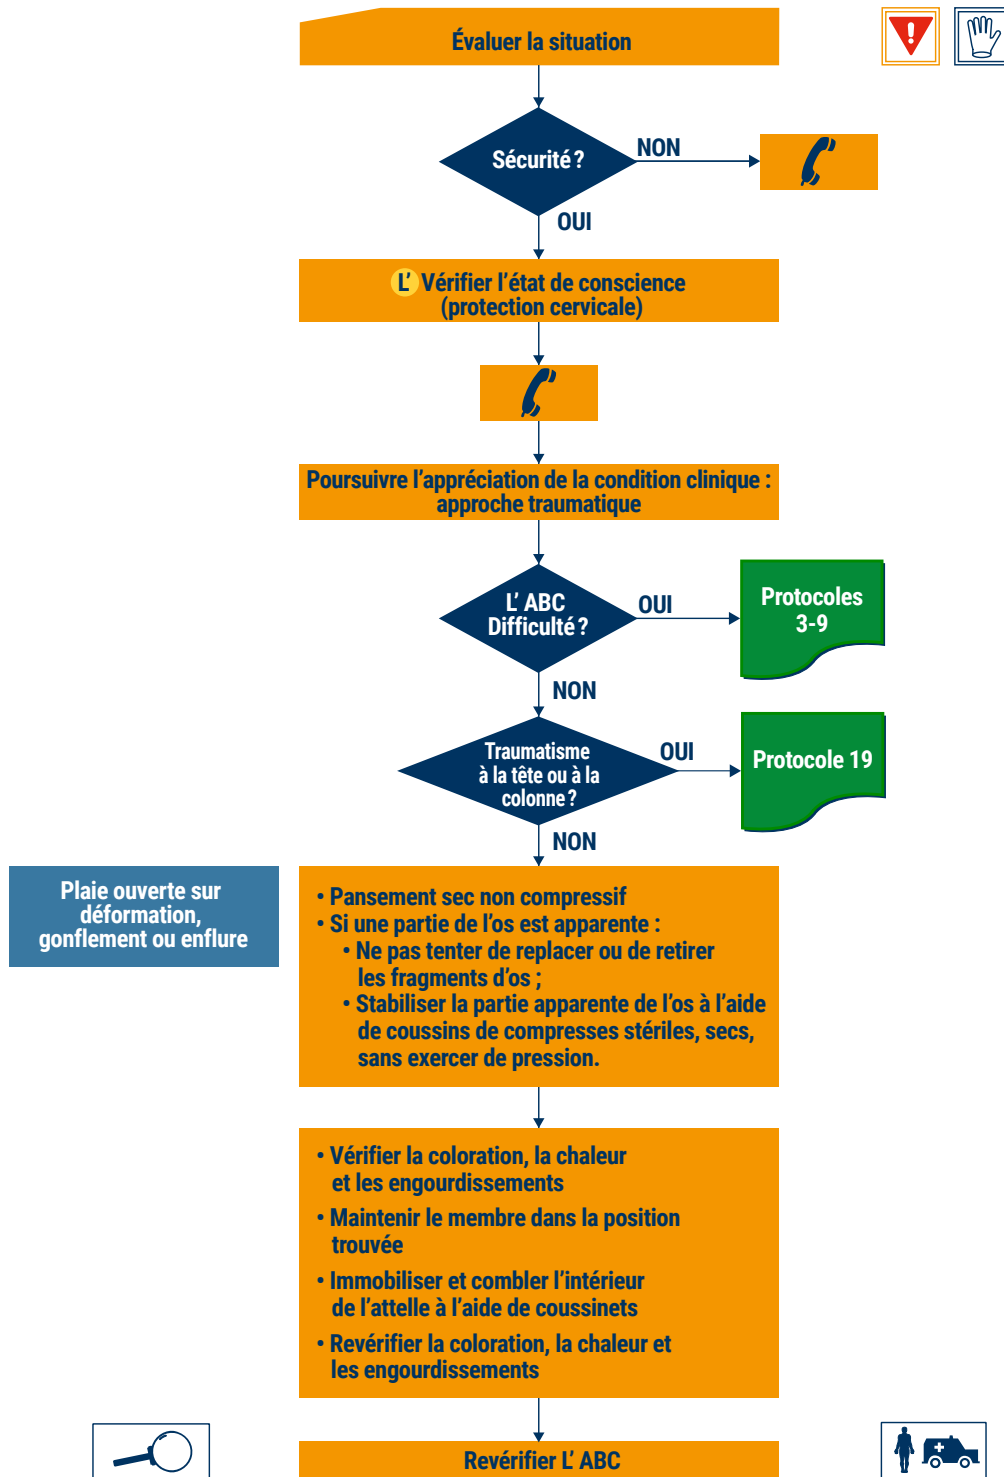 Évaluer la situation
Sécurité ?
NON
OUI
L' Vérifier l'état de conscience
(protection cervicale)
Poursuivre l'appréciation de la condition clinique :
approche traumatique
L' ABC
Difficulté ?
OUI
Protocoles
3-9
NON
Traumatisme
à la tête ou à la
colonne ?
OUI
Protocole 19
NON
Plaie ouverte sur
déformation,
gonflement ou enflure
• Pansement sec non compressif
• Si une partie de l'os est apparente :
• Ne pas tenter de replacer ou de retirer
les fragments d'os ;
• Stabiliser la partie apparente de l'os à l'aide
de coussins de compresses stériles, secs,
sans exercer de pression.
• Vérifier la coloration, la chaleur
et les engourdissements
• Maintenir le membre dans la position
trouvée
• Immobiliser et combler l'intérieur
de l'attelle à l'aide de coussinets
• Revérifier la coloration, la chaleur et
les engourdissements
Revérifier L' ABC